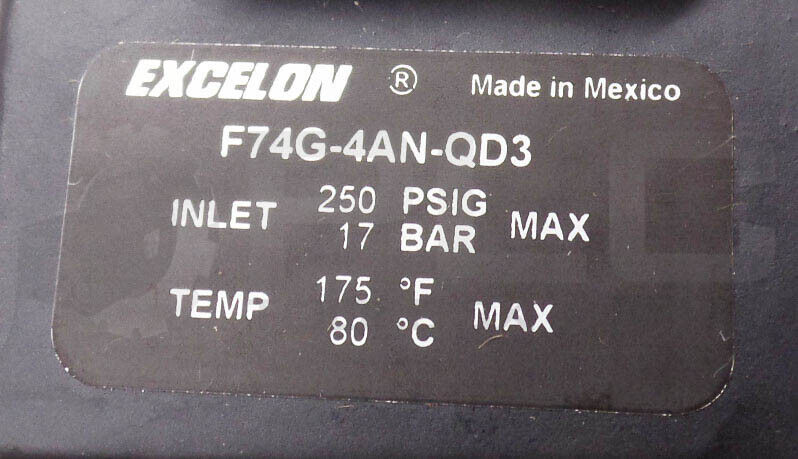 EXCELON ® Made in Mexico
F74G-4AN-QD3
INLET 250 PSIG MAX
17 BAR
TEMP 175 °F MAX
80 °C